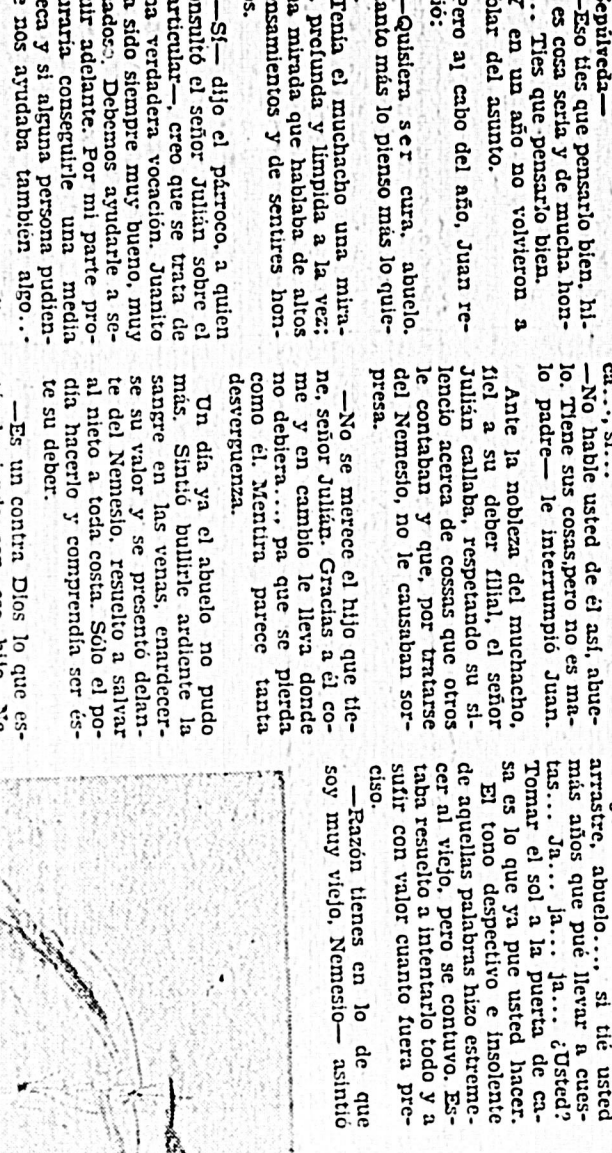 Sepúlveda—
—Eso ties que pensarlo bien, hi-
es cosa seria y de mucha hon-
... Ties que pensarlo bien.
Y en un año no volvieron a
blar del asunto.
Pero al cabo del año, Juan re-
ió:
—Quisiera ser cura, abuelo.
anto más lo pienso más lo quie-
Tenía el muchacho una mira-
profunda y límpida a la vez;
a mirada que hablaba de altos
nsamientos y de sentires hon-
os.
—Sí— dijo el párroco, a quien
onsultó el señor Julián sobre el
articular—, creo que se trata de
na verdadera vocación. Juanito
a sido siempre muy bueno, muy
adoso. Debemos ayudarle a se-
uir adelante. Por mi parte pro-
uraría conseguirle una media
eca y si alguna persona pudien-
e nos ayudaba también algo...
—No hable usted de él así, abue-
lo. Tiene sus cosas,pero no es ma-
lo padre— le interrumpió Juan.
Ante la nobleza del muchacho,
fiel a su deber filial, el señor
Julián callaba, respetando su si-
lencio acerca de cossas que otros
le contaban y que, por tratarse
del Nemesio, no le causaban sor-
presa.
—No se merece el hijo que tie-
ne, señor Julián. Gracias a él co-
me y en cambio le lleva donde
no debiera..., pa que se pierda
como él. Mentira parece tanta
desverguenza.
Un día ya el abuelo no pudo
más. Sintió bullirle ardiente la
sangre en las venas, enardecer-
se su valor y se presentó delan-
te del Nemesio, resuelto a salvar
al nieto a toda costa. Sólo el po-
día hacerlo y comprendía ser és-
te su deber.
—Es un contra Dios lo que es-
arrastre, abuelo..., si tié usted
más años que pué llevar a cues-
tas... Ja... ja... ja... ¿Usted?
Tomar el sol a la puerta de ca-
sa es lo que ya pue usted hacer.
El tono despectivo e insolente
de aquellas palabras hizo estreme-
cer al viejo, pero se contuvo. Es-
taba resuelto a intentarlo todo y a
sufir con valor cuanto fuera pre-
ciso.
—Razón tienes en lo de que
soy muy viejo, Nemesio— asintió